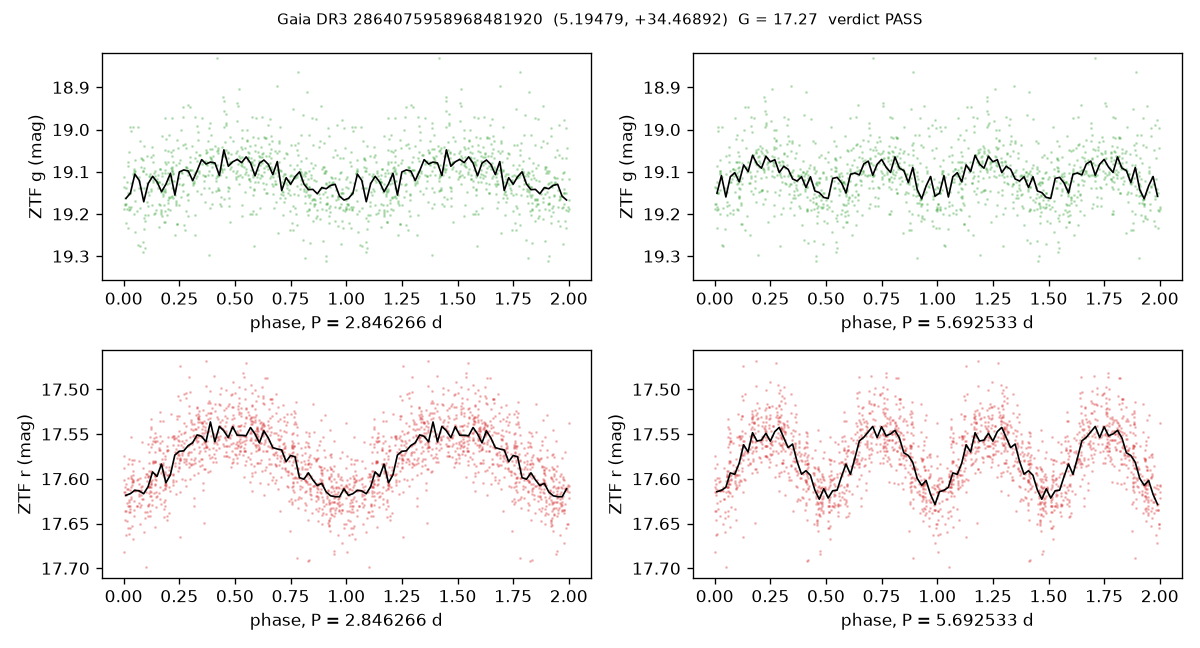 Gaia DR3 2864075958968481920 (5.19479, +34.46892) G = 17.27 verdict PASS
ZTF g (mag)
18.9
19.0
19.1
19.2
19.3
0.00 0.25 0.50 0.75 1.00 1.25 1.50 1.75 2.00
phase, P = 2.846266 d
ZTF g (mag)
18.9
19.0
19.1
19.2
19.3
0.00 0.25 0.50 0.75 1.00 1.25 1.50 1.75 2.00
phase, P = 5.692533 d
ZTF r (mag)
17.50
17.55
17.60
17.65
17.70
0.00 0.25 0.50 0.75 1.00 1.25 1.50 1.75 2.00
phase, P = 2.846266 d
ZTF r (mag)
17.50
17.55
17.60
17.65
17.70
0.00 0.25 0.50 0.75 1.00 1.25 1.50 1.75 2.00
phase, P = 5.692533 d